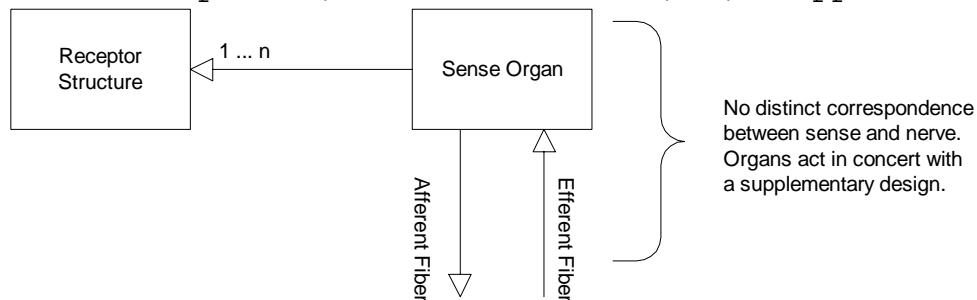 Receptor
Structure
1 ... n
Sense Organ
No distinct correspondence
between sense and nerve.
Organs act in concert with
a supplementary design.
Afferent Fiber
Efferent Fiber